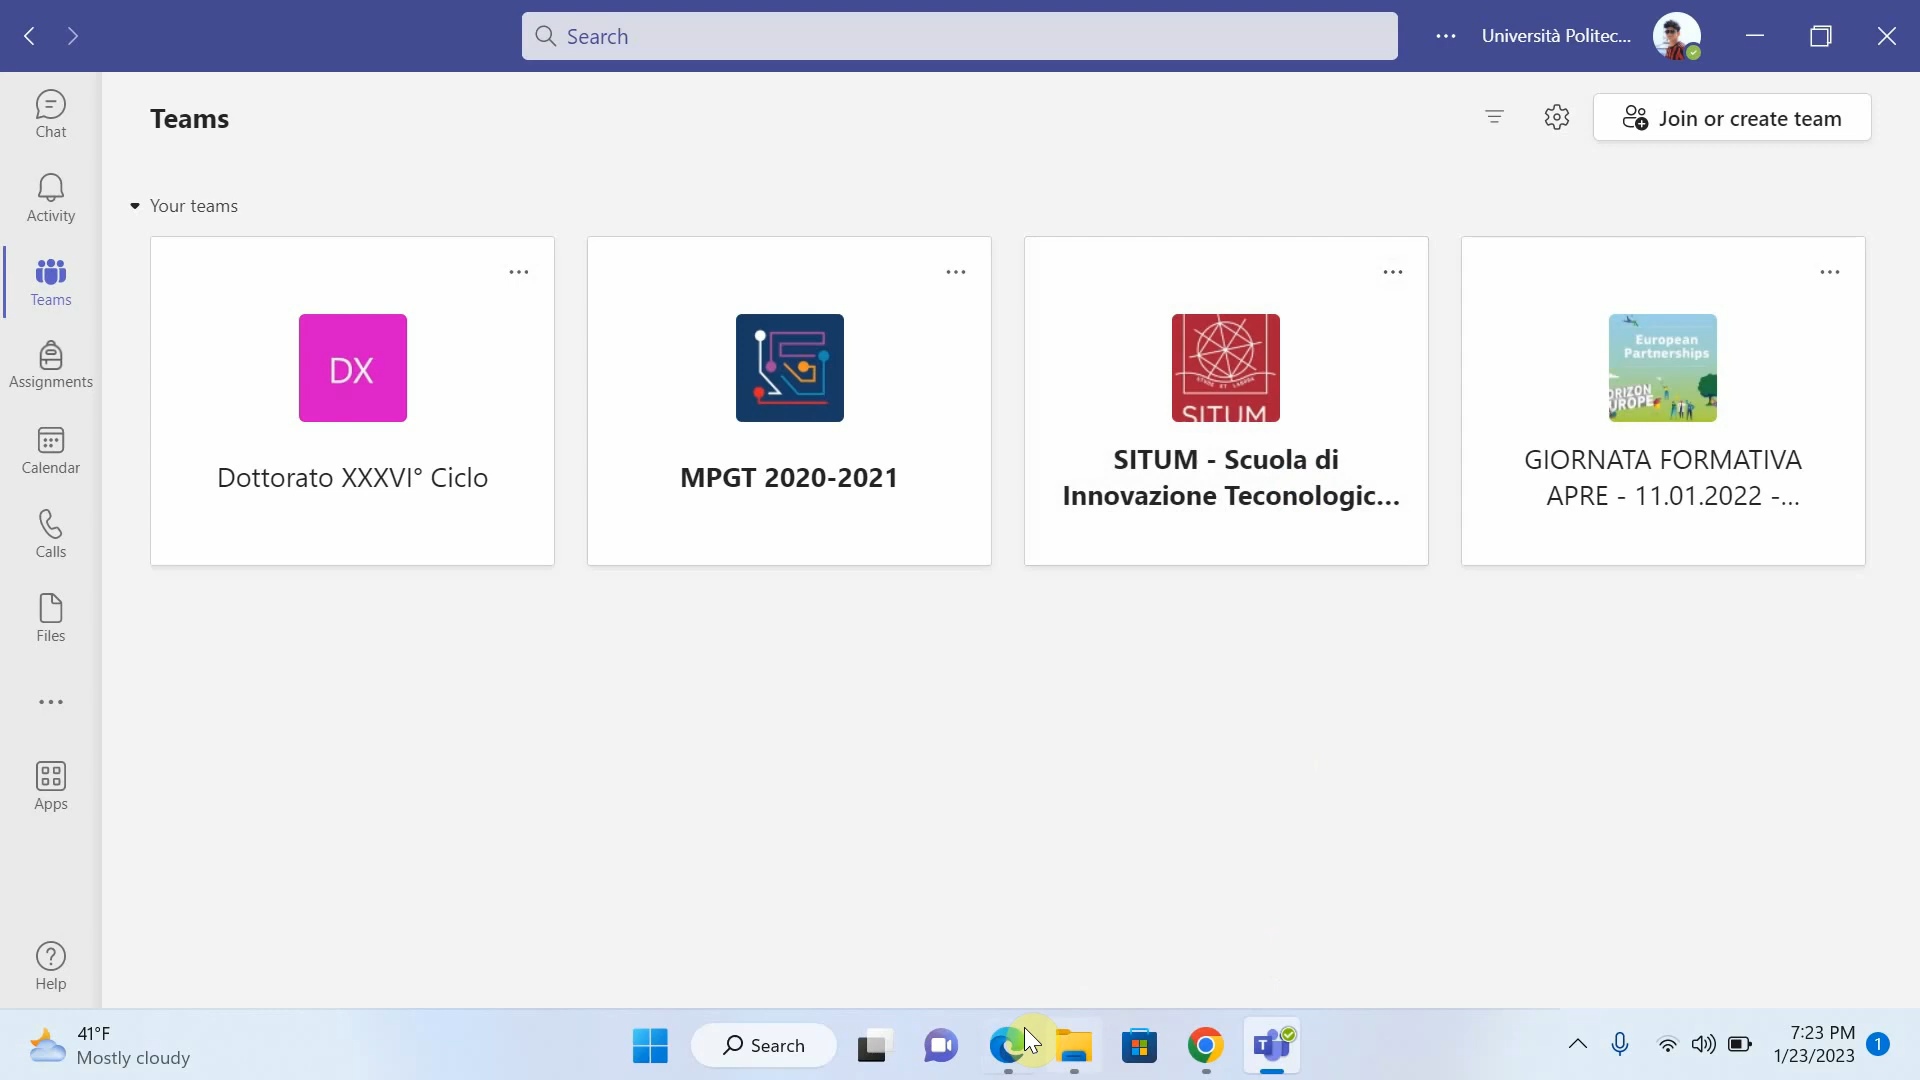 Search
Università Politec...
Chat
Activity
Teams
Assignments
Calendar
Calls
Files
Apps
Help
Teams
Join or create team
Your teams
DX
Dottorato XXXVI° Ciclo
MPGT 2020-2021
SITUM
SITUM - Scuola di
Innovazione Teconologic...
European
Partnerships
ORIZON
EUROPE
GIORNATA FORMATIVA
APRE - 11.01.2022 -...
41°F
Mostly cloudy
Search
T
7:23 PM
1/23/2023
1